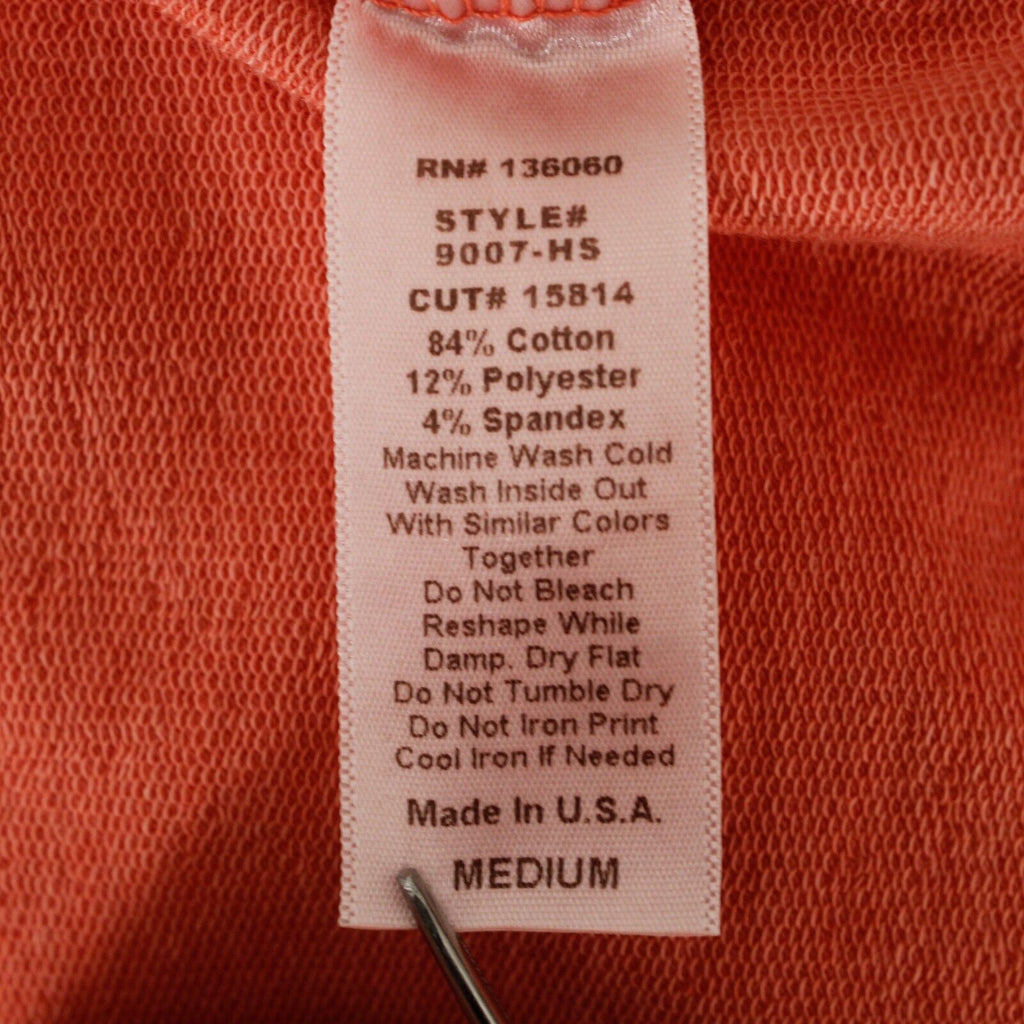 RN# 136060
STYLE#
9007-HS
CUT# 15814
84% Cotton
12% Polyester
4% Spandex
Machine Wash Cold
Wash Inside Out
With Similar Colors
Together
Do Not Bleach
Reshape While
Damp. Dry Flat
Do Not Tumble Dry
Do Not Iron Print
Cool Iron If Needed
Made In U.S.A.
MEDIUM